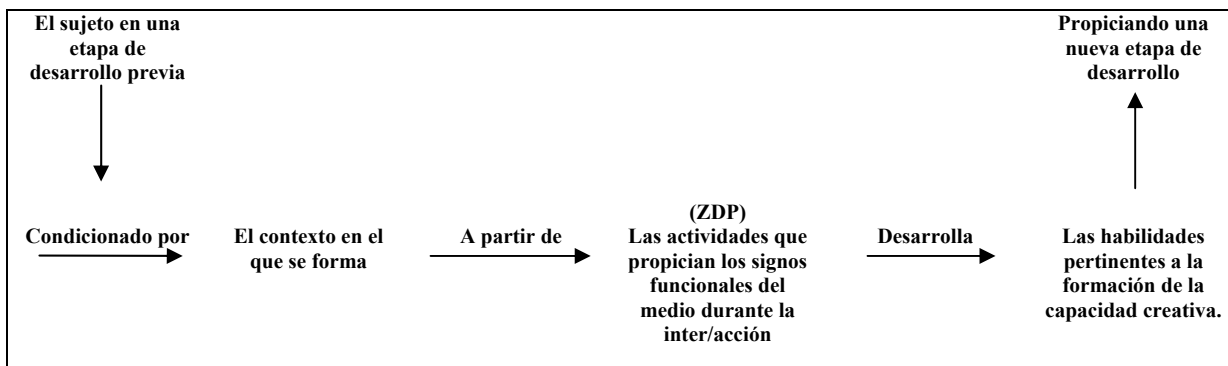 El sujeto en una
etapa de
desarrollo previa
Propiciando una
nueva etapa de
desarrollo
Condicionado por
El contexto en el
que se forma
A partir de
(ZDP)
Las actividades que
propician los signos
funcionales del
medio durante la
inter/acción
Desarrolla
Las habilidades
pertinentes a la
formación de la
capacidad creativa.